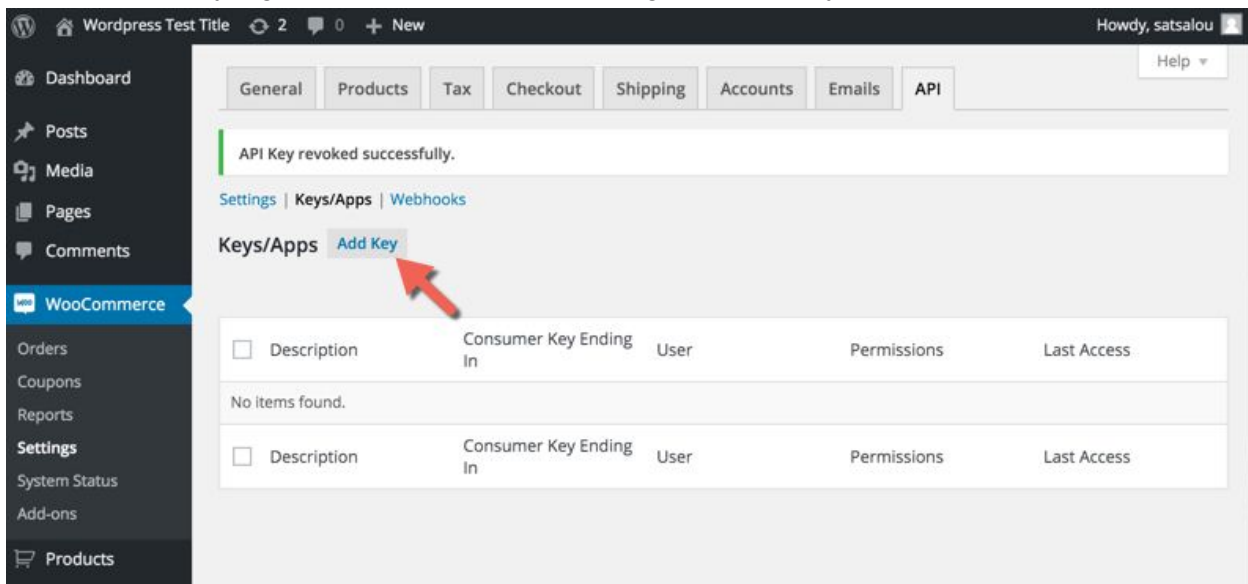 Wordpress Test Title 2 0 + New Howdy, satsalou
Help
Dashboard
Posts
Media
Pages
Comments
WooCommerce
Orders
Coupons
Reports
Settings
System Status
Add-ons
Products
General Products Tax Checkout Shipping Accounts Emails API
API Key revoked successfully.
Settings | Keys/Apps | Webhooks
Keys/Apps Add Key
Description Consumer Key Ending In User Permissions Last Access
No items found.
Description Consumer Key Ending In User Permissions Last Access